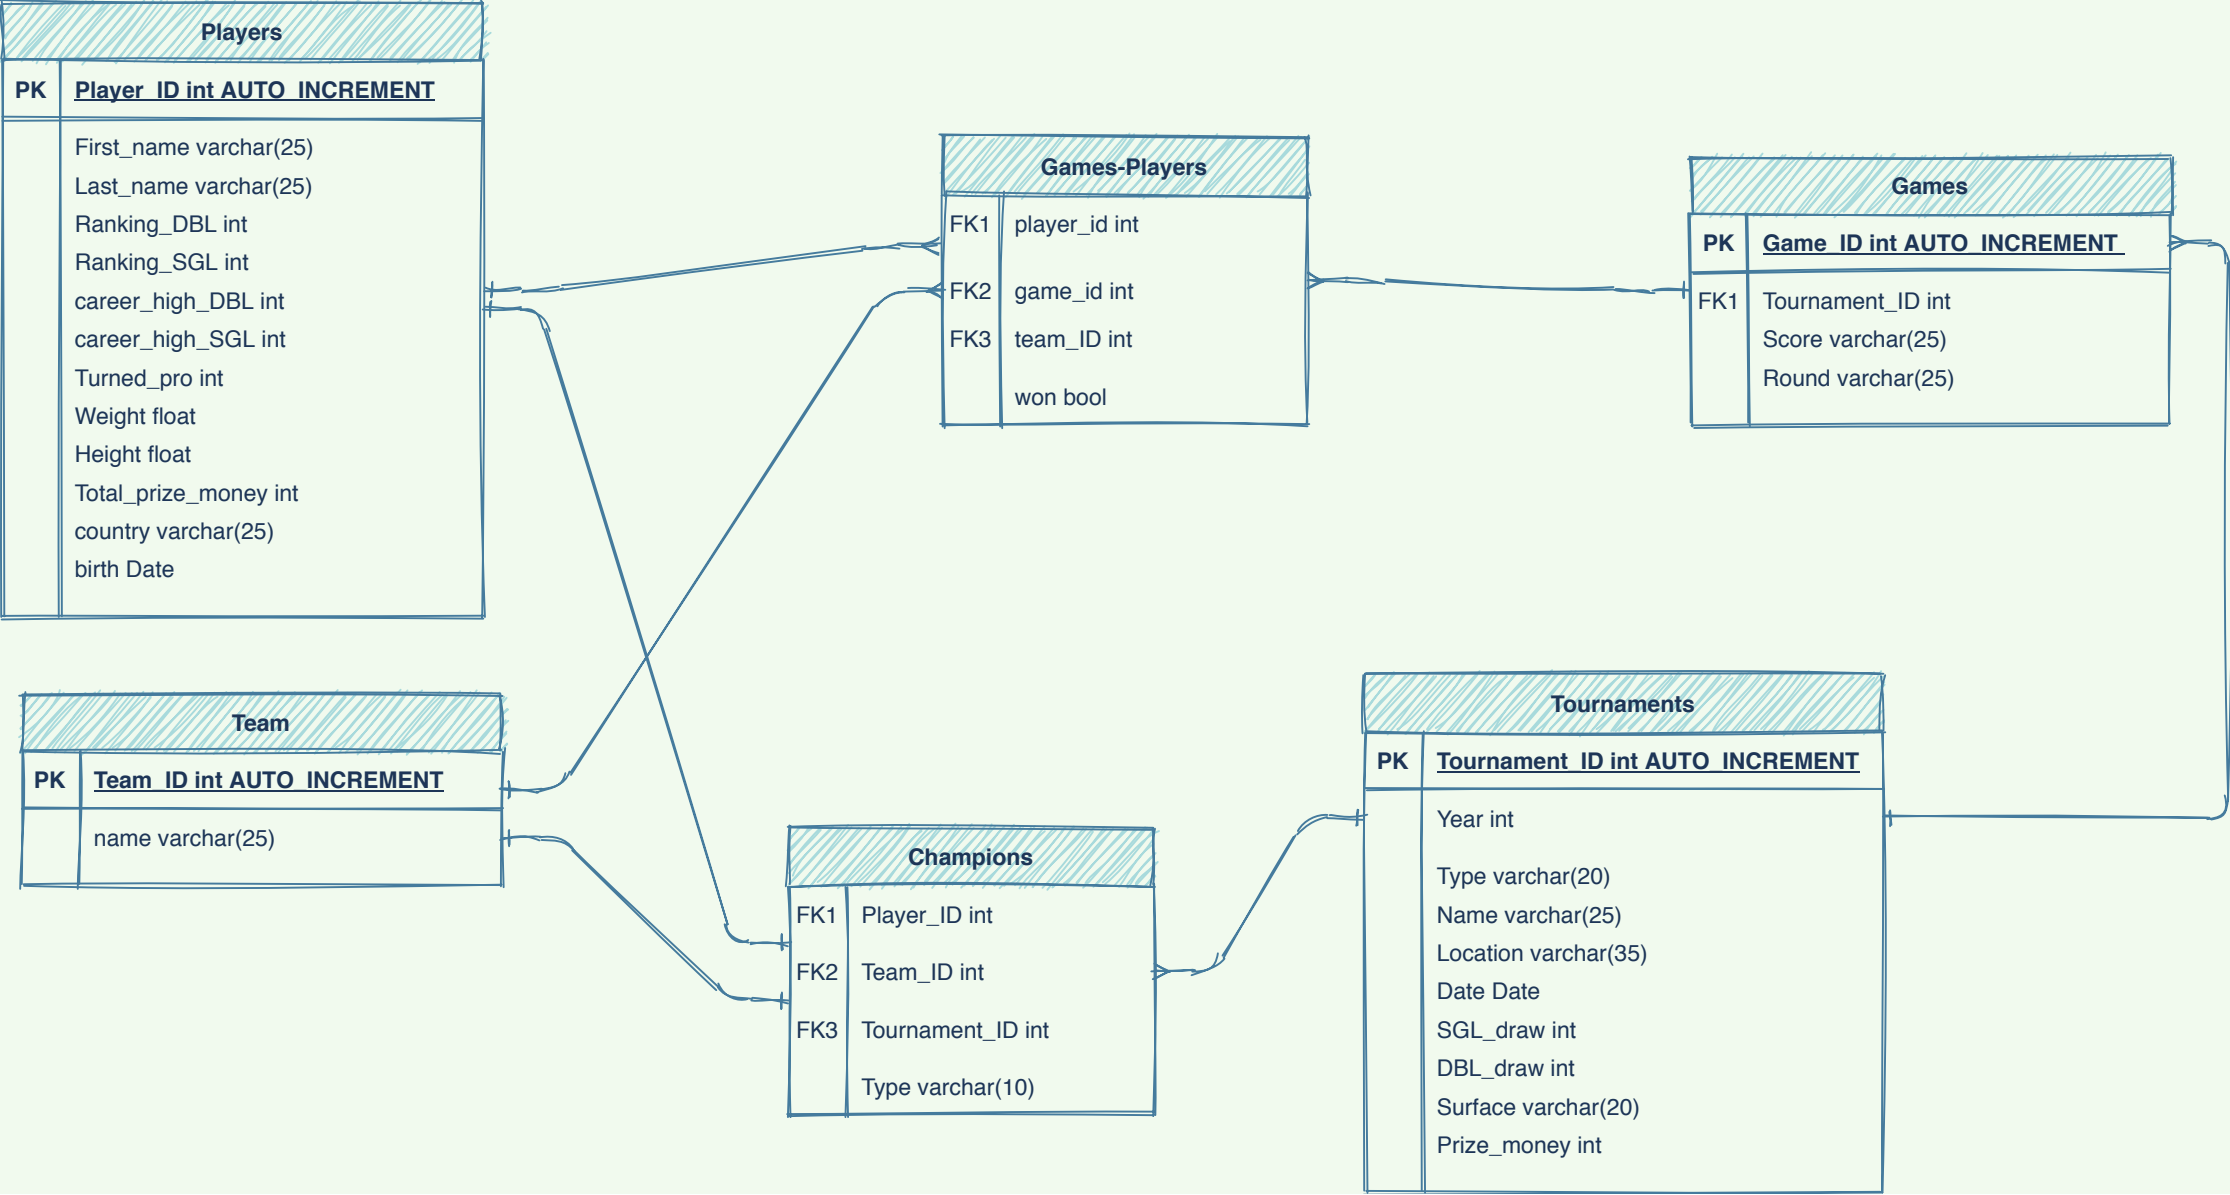 Players
PK Player_ID int AUTO_INCREMENT
First_name varchar(25)
Last_name varchar(25)
Ranking_DBL int
Ranking_SGL int
career_high_DBL int
career_high_SGL int
Turned_pro int
Weight float
Height float
Total_prize_money int
country varchar(25)
birth Date
Games-Players
FK1 player_id int
FK2 game_id int
FK3 team_ID int
won bool
Games
PK Game_ID int AUTO_INCREMENT
FK1 Tournament_ID int
Score varchar(25)
Round varchar(25)
Team
PK Team_ID int AUTO_INCREMENT
name varchar(25)
Champions
FK1 Player_ID int
FK2 Team_ID int
FK3 Tournament_ID int
Type varchar(10)
Tournaments
PK Tournament_ID int AUTO_INCREMENT
Year int
Type varchar(20)
Name varchar(25)
Location varchar(35)
Date Date
SGL_draw int
DBL_draw int
Surface varchar(20)
Prize_money int